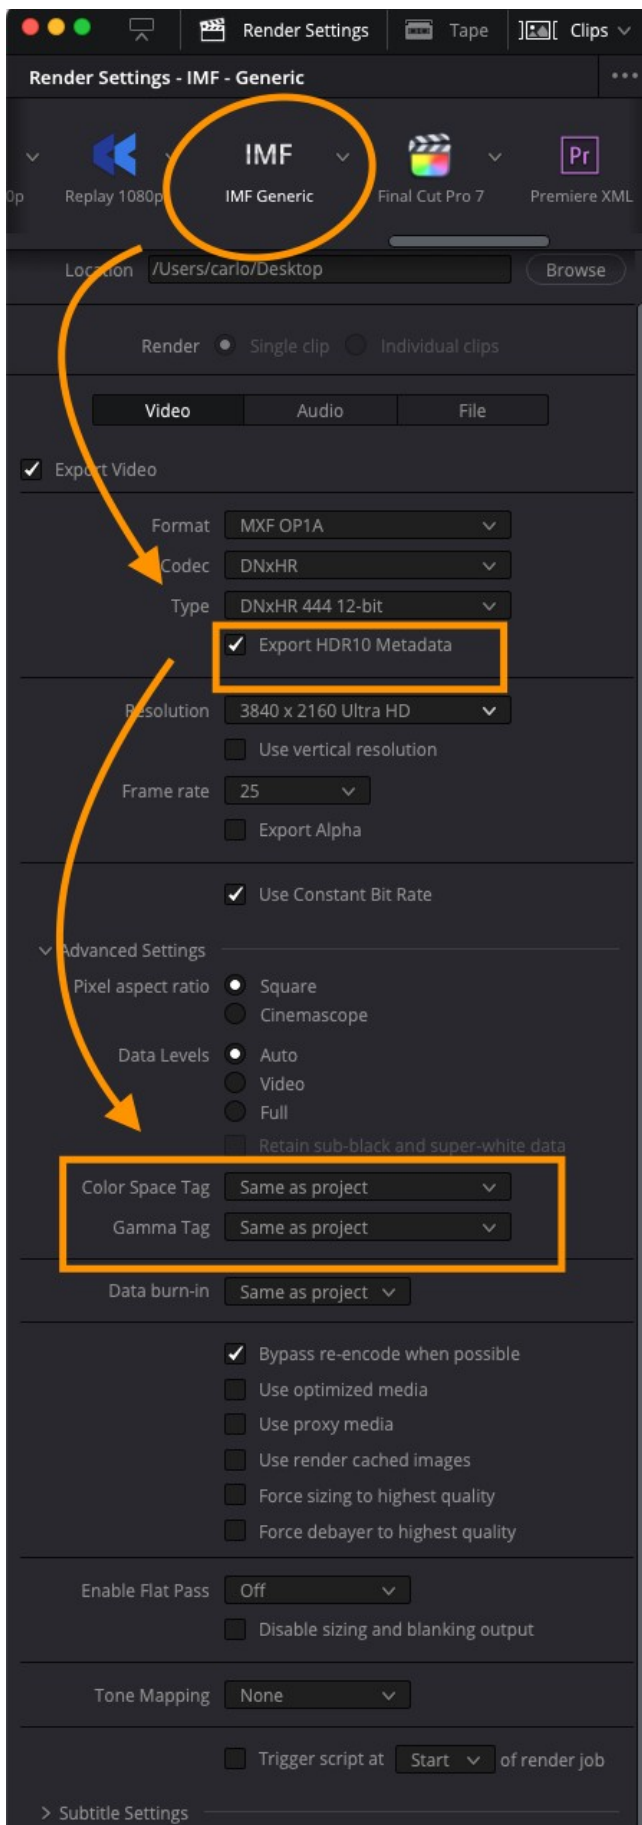 Render Settings Tape Clips
Render Settings - IMF - Generic
IMF Pr
0p Replay 1080p IMF Generic Final Cut Pro 7 Premiere XML
Location /Users/carlo/Desktop Browse
Render Single clip Individual clips
Video Audio File
Export Video
Format MXF OP1A
Codec DNxHR
Type DNxHR 444 12-bit
Export HDR10 Metadata
Resolution 3840 x 2160 Ultra HD
Use vertical resolution
Frame rate 25
Export Alpha
Use Constant Bit Rate
Advanced Settings
Pixel aspect ratio Square
Cinemascope
Data Levels Auto
Video
Full
Retain sub-black and super-white data
Color Space Tag Same as project
Gamma Tag Same as project
Data burn-in Same as project
Bypass re-encode when possible
Use optimized media
Use proxy media
Use render cached images
Force sizing to highest quality
Force debayer to highest quality
Enable Flat Pass Off
Disable sizing and blanking output
Tone Mapping None
Trigger script at Start of render job
Subtitle Settings